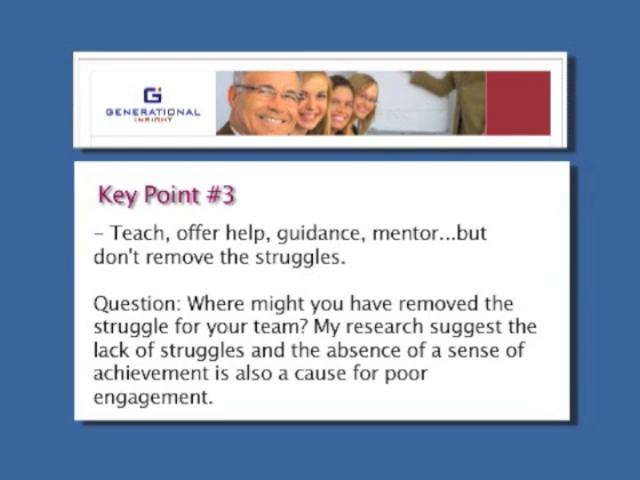 GENERATIONAL
INSIGHT
Key Point #3
– Teach, offer help, guidance, mentor...but
don't remove the struggles.
Question: Where might you have removed the
struggle for your team? My research suggest the
lack of struggles and the absence of a sense of
achievement is also a cause for poor
engagement.